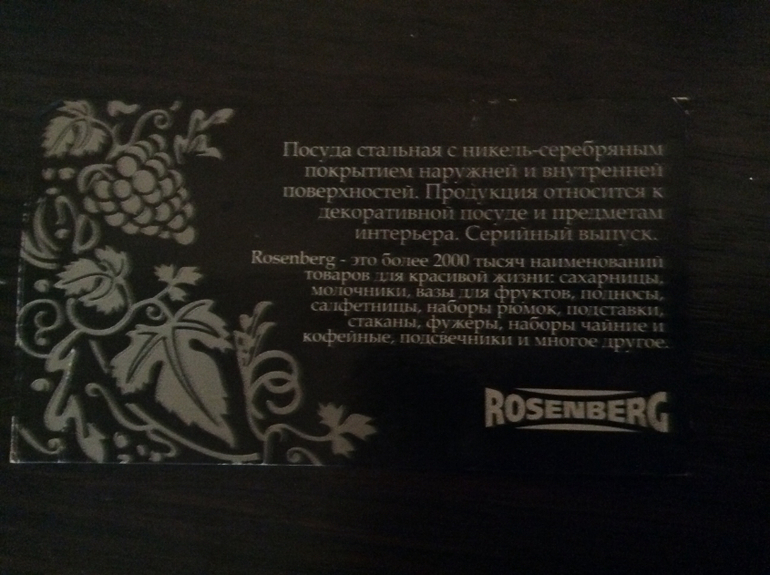 Посуда стальная с никель-серебряным
покрытием наружней и внутренней
поверхностей. Продукция относится к
декоративной посуде и предметам
интерьера. Серийный выпуск.
Rosenberg - это более 2000 тысяч наименований
товаров для красивой жизни: сахарницы,
молочники, вазы для фруктов, подносы,
салфетницы, наборы рюмок, подставки,
стаканы, фужеры, наборы чайние и
кофейные, подсвечники и многое другое.
ROSENBERG